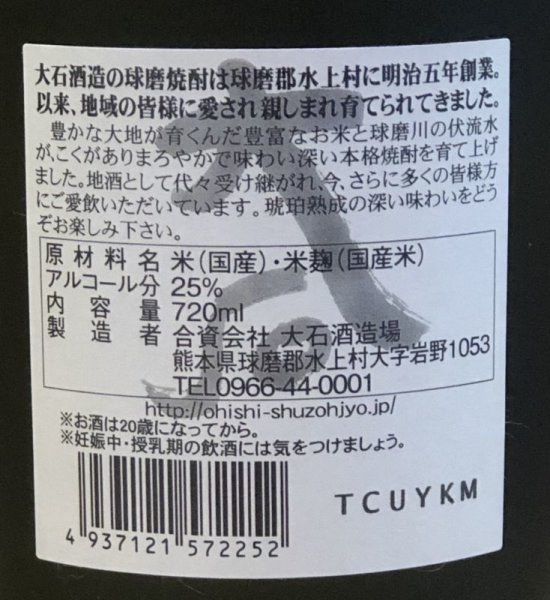 大石酒造の球磨焼酎は球磨郡水上村に明治五年創業。
以来、地域の皆様に愛され親しまれ育てられてきました。
豊かな大地が育くんだ豊富なお米と球磨川の伏流水
が、こくがありまろやかで味わい深い本格焼酎を育て上げ
ました。地酒として代々受け継がれ、今、さらに多くの皆様方
にご愛飲いただいています。琥珀熟成の深い味わいをどう
ぞお楽しみ下さい。
原材料名 米(国産)・米麹(国産米)
アルコール分 25%
内容量 720ml
製造者 合資会社 大石酒造場
熊本県球磨郡水上村大字岩野1053
TEL0966-44-0001
http://ohishi-shuzohjyo.jp/
※お酒は20歳になってから。
※妊娠中・授乳期の飲酒には気をつけましょう。
TCUYKM
4 937121 572252